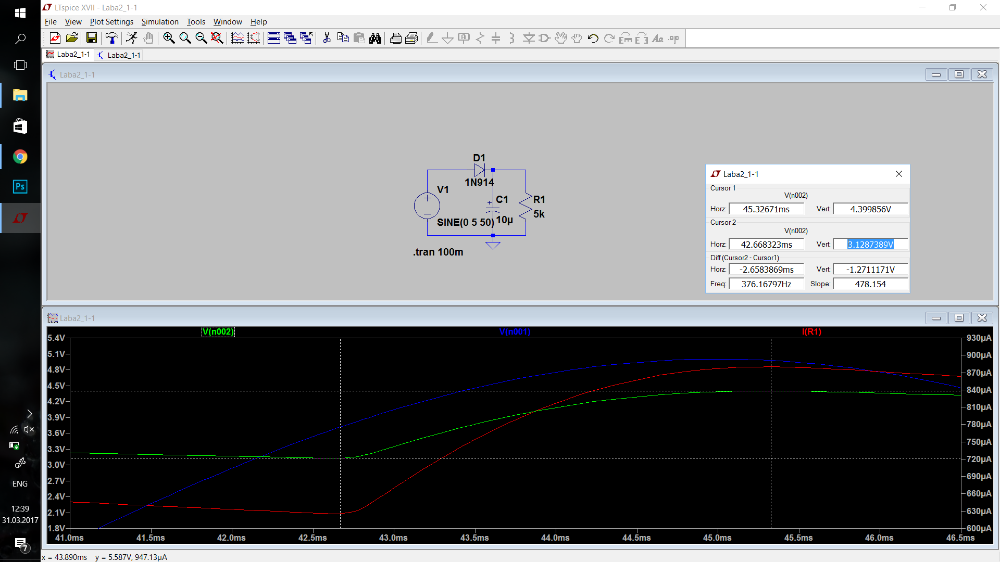 LTspice XVII - Laba2_1-1
File View Plot Settings Simulation Tools Window Help
Aa .op
Laba2_1-1 Laba2_1-1
Laba2_1-1
D1
1N914
V1
SINE(0 5 50)
C1
10µ
R1
5k
.tran 100m
Laba2_1-1
Cursor 1
V(n002)
Horz: 45.32671ms Vert: 4.399856V
Cursor 2
V(n002)
Horz: 42.668323ms Vert: 3.1287389V
Diff (Cursor2 - Cursor1)
Horz: -2.6583869ms Vert: -1.2711171V
Freq: 376.16797Hz Slope: 478.154
Laba2_1-1
V(n002) V(n001) I(R1)
5.4V 930µA
5.1V 900µA
4.8V 870µA
4.5V 840µA
4.2V 810µA
3.9V 780µA
3.6V 750µA
3.3V 720µA
3.0V 690µA
2.7V 660µA
2.4V 630µA
2.1V 600µA
1.8V
41.0ms 41.5ms 42.0ms 42.5ms 43.0ms 43.5ms 44.0ms 44.5ms 45.0ms 45.5ms 46.0ms 46.5ms
x = 43.890ms y = 5.587V, 947.13µA
Ps
ENG
12:39
31.03.2017
7